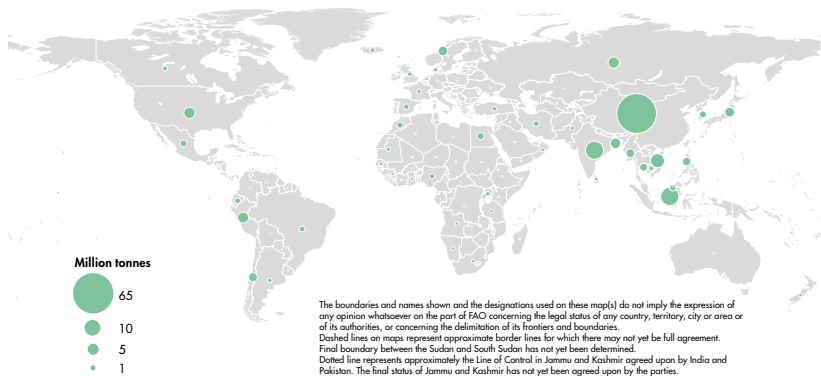 Million tonnes
65
10
5
1
The boundaries and names shown and the designations used on these map(s) do not imply the expression of
any opinion whatsoever on the part of FAO concerning the legal status of any country, territory, city or area or
of its authorities, or concerning the delimitation of its frontiers and boundaries.
Dashed lines on maps represent approximate border lines for which there may not yet be full agreement.
Final boundary between the Sudan and South Sudan has not yet been determined.
Dotted line represents approximately the Line of Control in Jammu and Kashmir agreed upon by India and
Pakistan. The final status of Jammu and Kashmir has not yet been agreed upon by the parties.